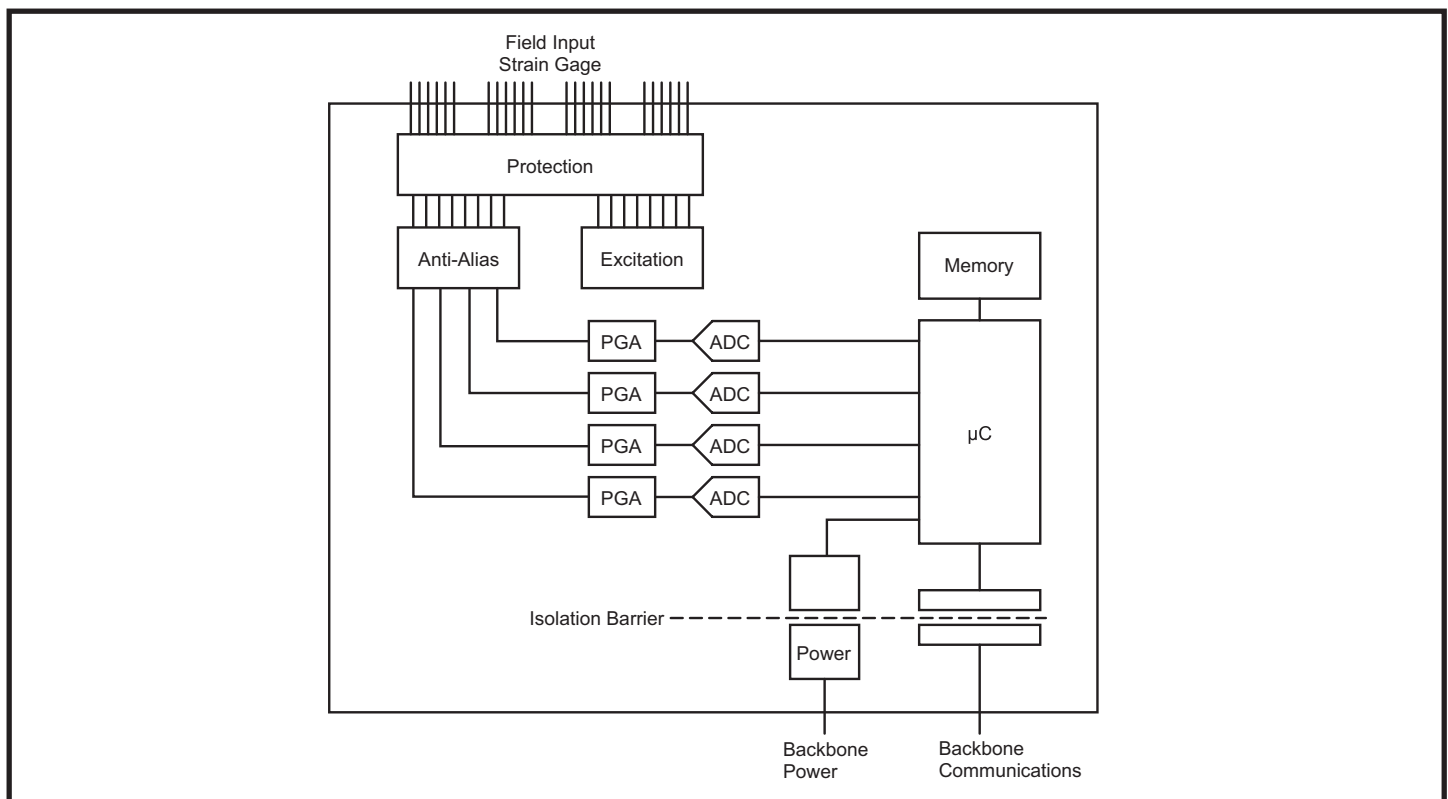 Field Input
Strain Gage
Protection
Anti-Alias
Excitation
Memory
PGA
ADC
PGA
ADC
µC
PGA
ADC
PGA
ADC
Isolation Barrier
Power
Backbone
Power
Backbone
Communications